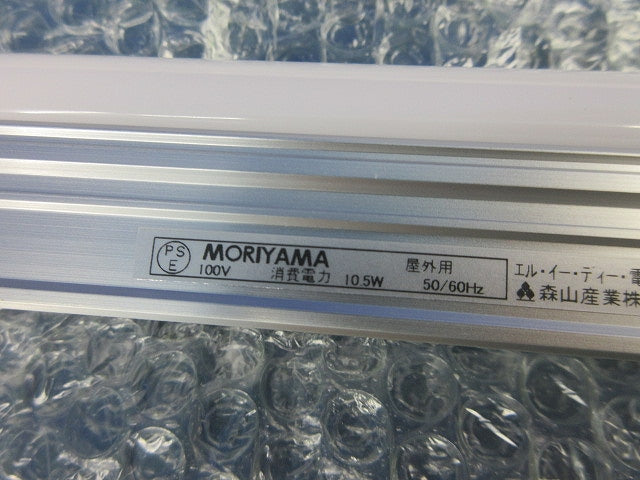 PS
E
MORIYAMA 屋外用
100V 消費電力 10.5W 50/60Hz
エル・イー・ディー・電
森山産業株